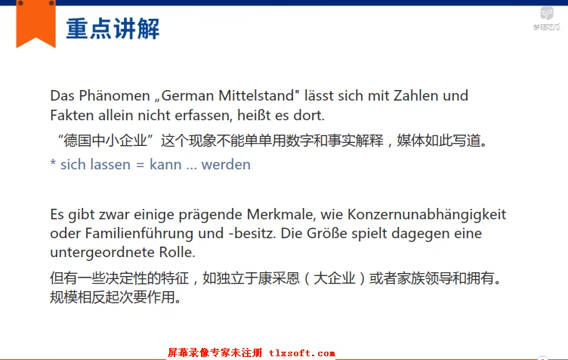 重点讲解
Das Phänomen „German Mittelstand" lässt sich mit Zahlen und
Fakten allein nicht erfassen, heißt es dort.
“德国中小企业”这个现象不能单单用数字和事实解释，媒体如此写道。
* sich lassen = kann ... werden
Es gibt zwar einige prägende Merkmale, wie Konzernunabhängigkeit
oder Familienführung und -besitz. Die Größe spielt dagegen eine
untergeordnete Rolle.
但有一些决定性的特征，如独立于康采恩（大企业）或者家族领导和拥有。
规模相反起次要作用。
屏幕录像专家未注册 tlxsoft.com